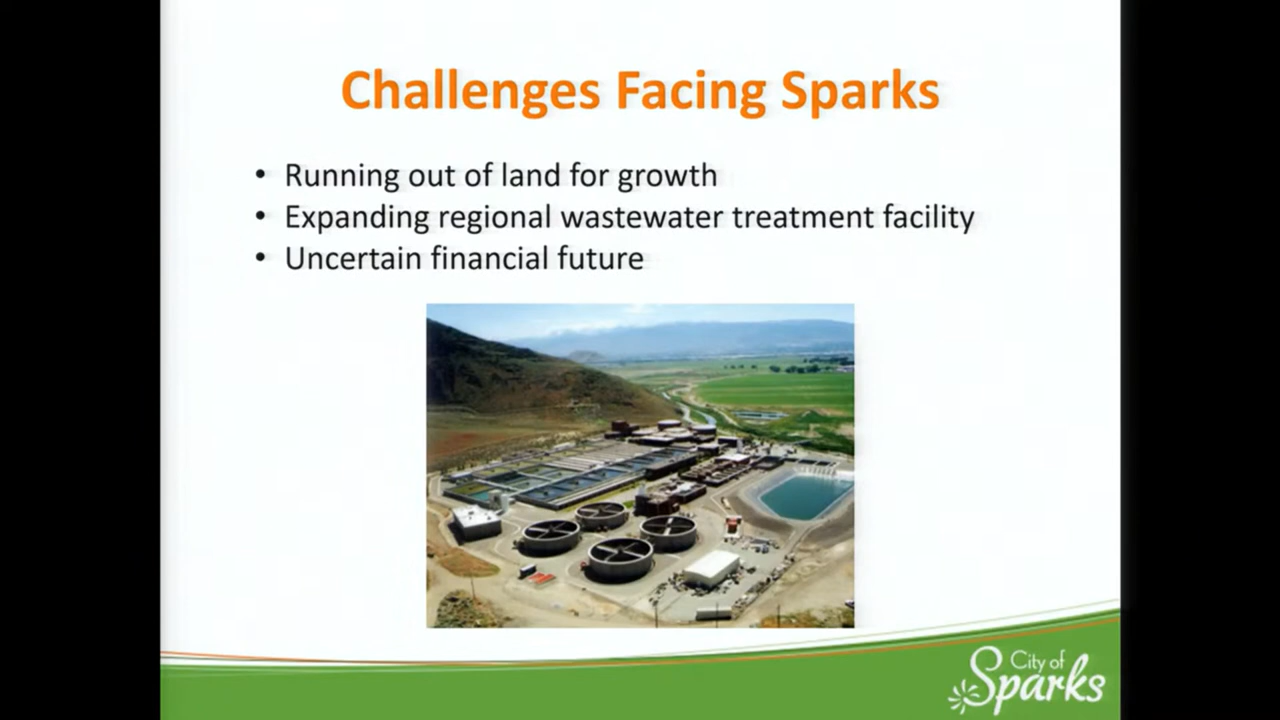 Challenges Facing Sparks
• Running out of land for growth
• Expanding regional wastewater treatment facility
• Uncertain financial future
City of
Sparks